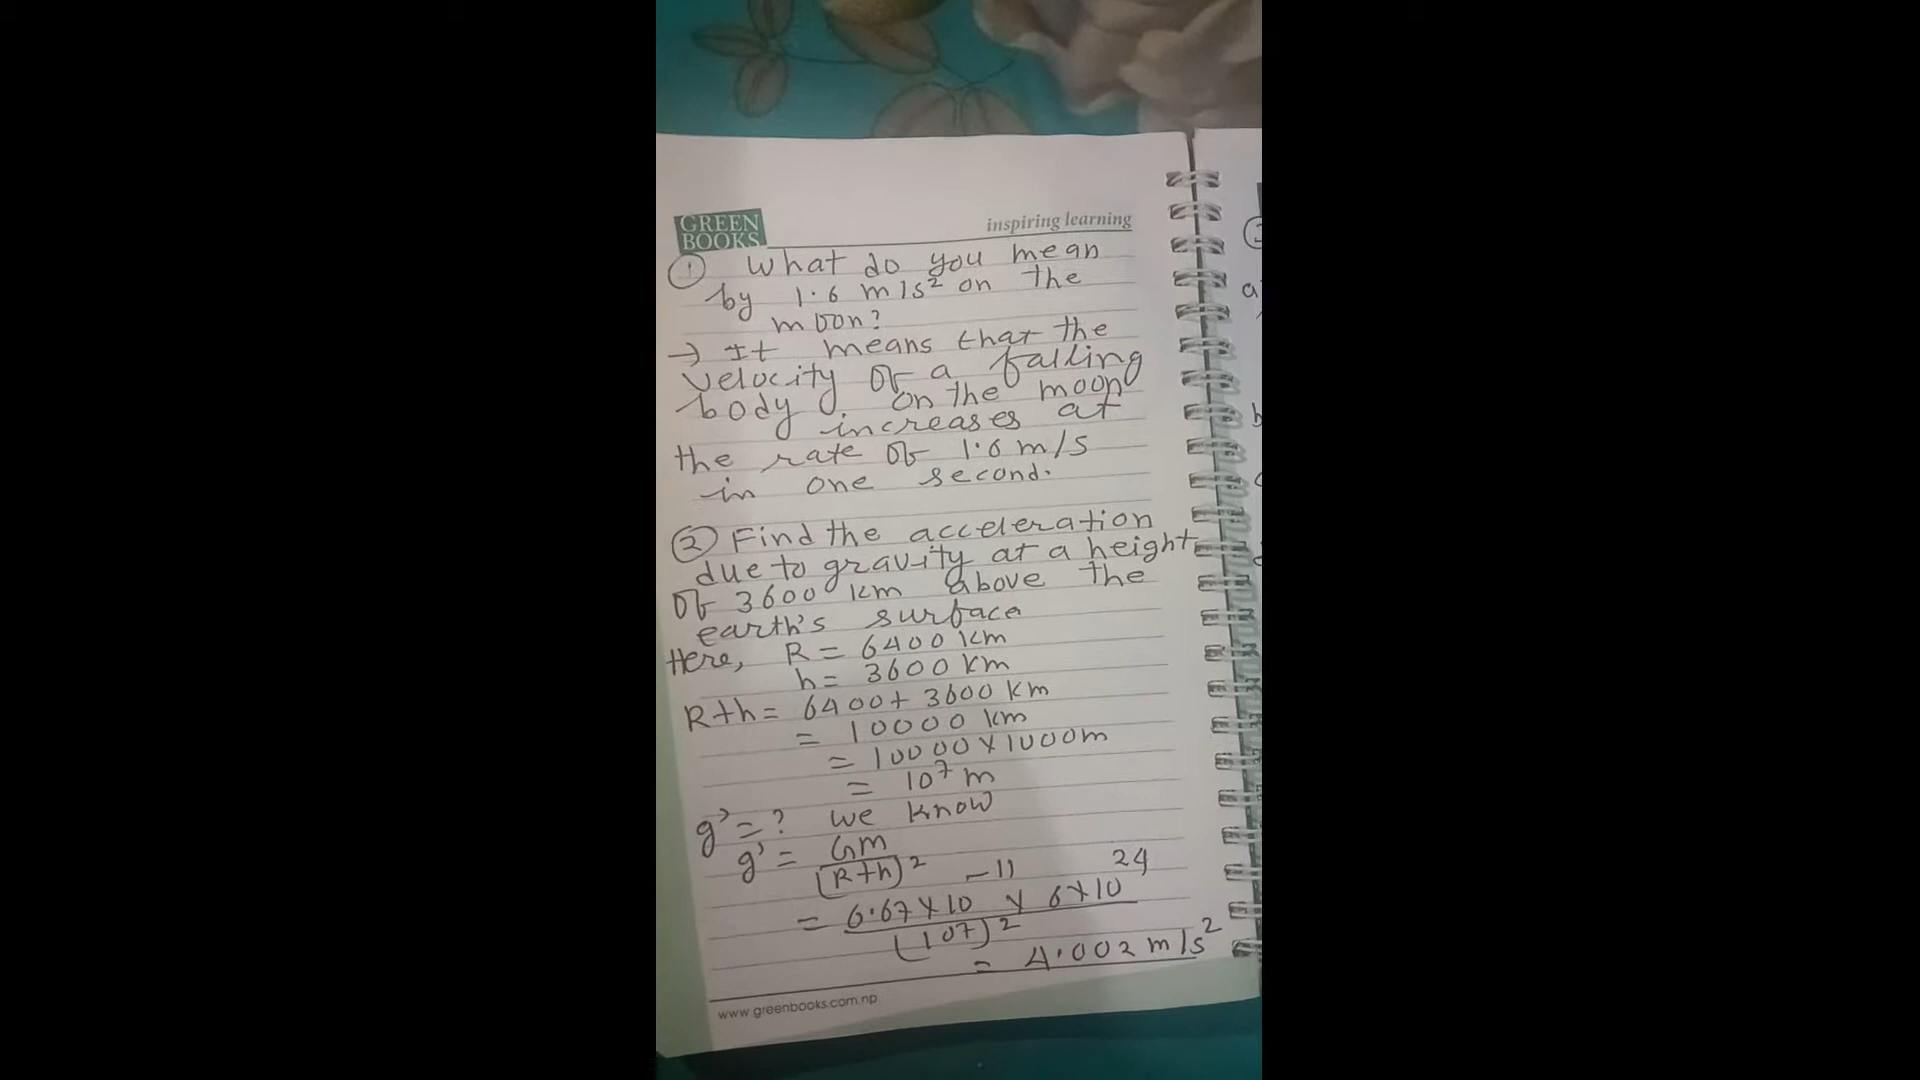 GREEN
BOOKS
inspiring learning
① What do you mean
by 1.6 m/s² on the
moon?
→ It means that the
velocity of a falling
body on the moon
increases at
the rate of 1.6 m/s
in one second.
② Find the acceleration
due to gravity at a height
of 3600 km above the
earth's surface
Here, R = 6400 km
h = 3600 km
R+h = 6400 + 3600 km
= 10000 km
= 10000 × 1000m
= 10⁷ m
g' = ? we know
g' = GM
(R+h)²
= 6.67 × 10⁻¹¹ × 6×10²⁴
(10⁷)²
= 4.002 m/s²
www.greenbooks.com.np